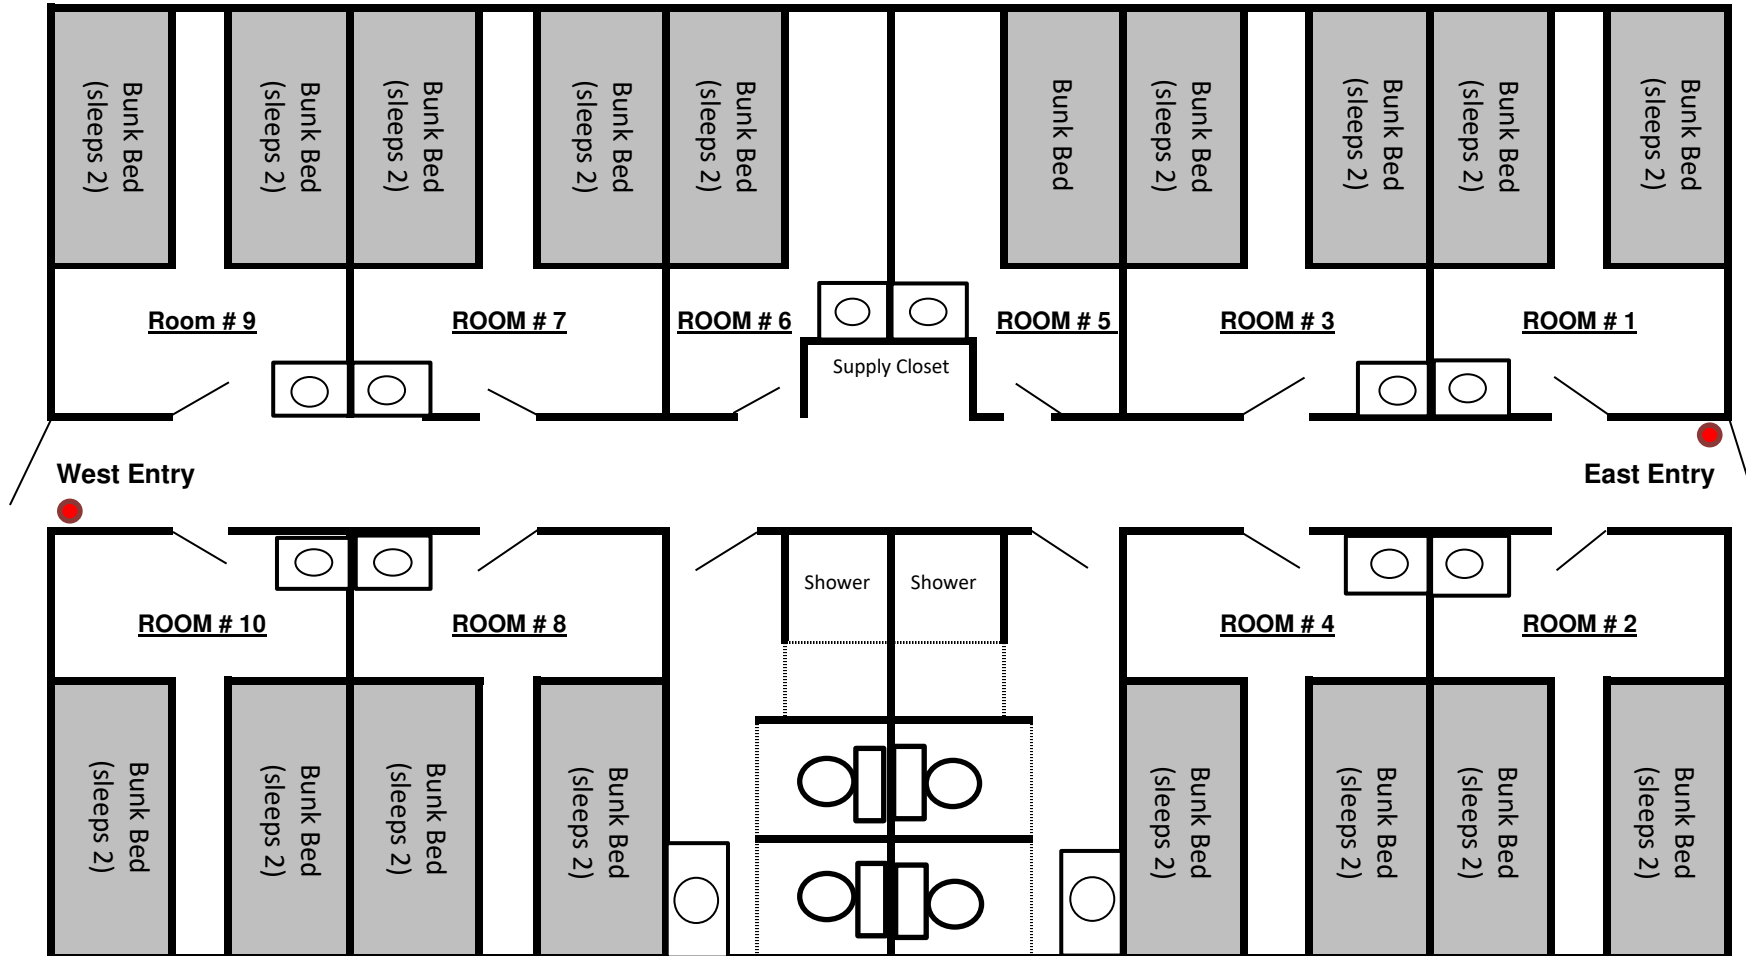 Bunk Bed
(sleeps 2)
Bunk Bed
(sleeps 2)
Bunk Bed
(sleeps 2)
Bunk Bed
(sleeps 2)
Bunk Bed
(sleeps 2)
Bunk Bed
Bunk Bed
(sleeps 2)
Bunk Bed
(sleeps 2)
Bunk Bed
(sleeps 2)
Bunk Bed
(sleeps 2)
Room # 9
ROOM # 7
ROOM # 6
ROOM # 5
ROOM # 3
ROOM # 1
Supply Closet
West Entry
East Entry
Shower
Shower
ROOM # 10
ROOM # 8
ROOM # 4
ROOM # 2
Bunk Bed
(sleeps 2)
Bunk Bed
(sleeps 2)
Bunk Bed
(sleeps 2)
Bunk Bed
(sleeps 2)
Bunk Bed
(sleeps 2)
Bunk Bed
(sleeps 2)
Bunk Bed
(sleeps 2)
Bunk Bed
(sleeps 2)